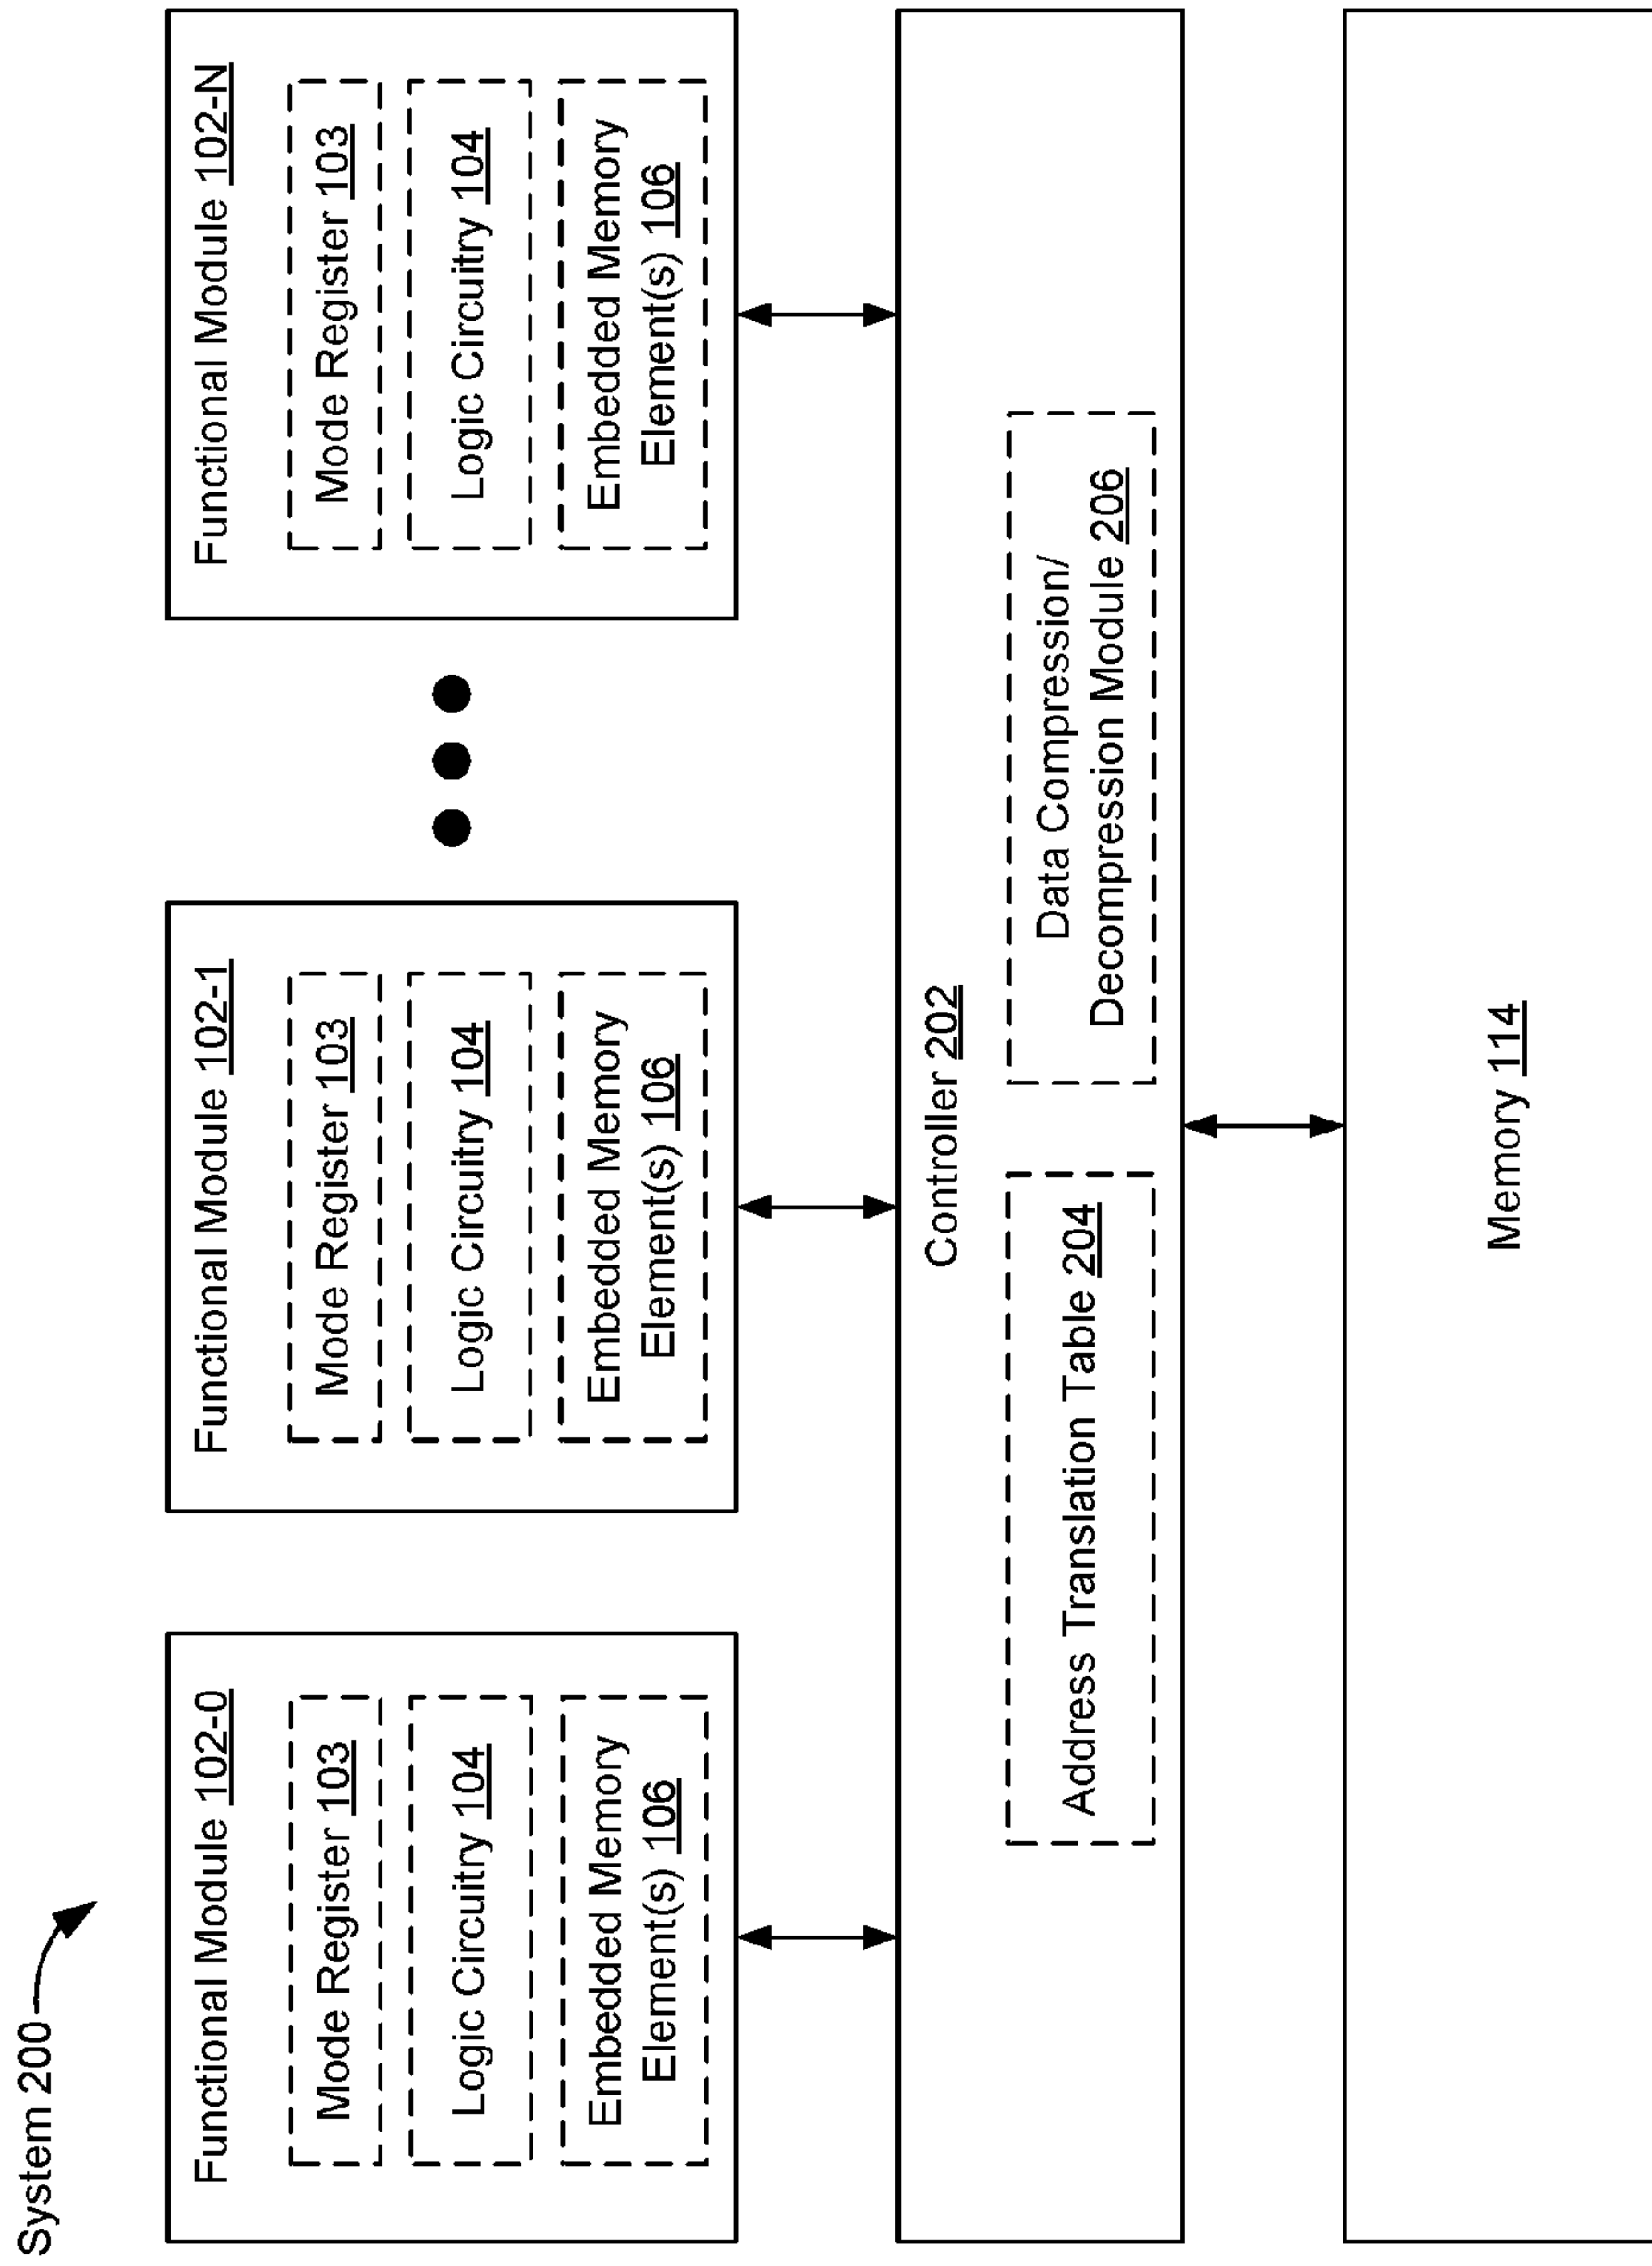 System 200
Functional Module 102-0
Mode Register 103
Logic Circuitry 104
Embedded Memory
Element(s) 106
Functional Module 102-1
Mode Register 103
Logic Circuitry 104
Embedded Memory
Element(s) 106
Functional Module 102-N
Mode Register 103
Logic Circuitry 104
Embedded Memory
Element(s) 106
Controller 202
Address Translation Table 204
Data Compression/
Decompression Module 206
Memory 114